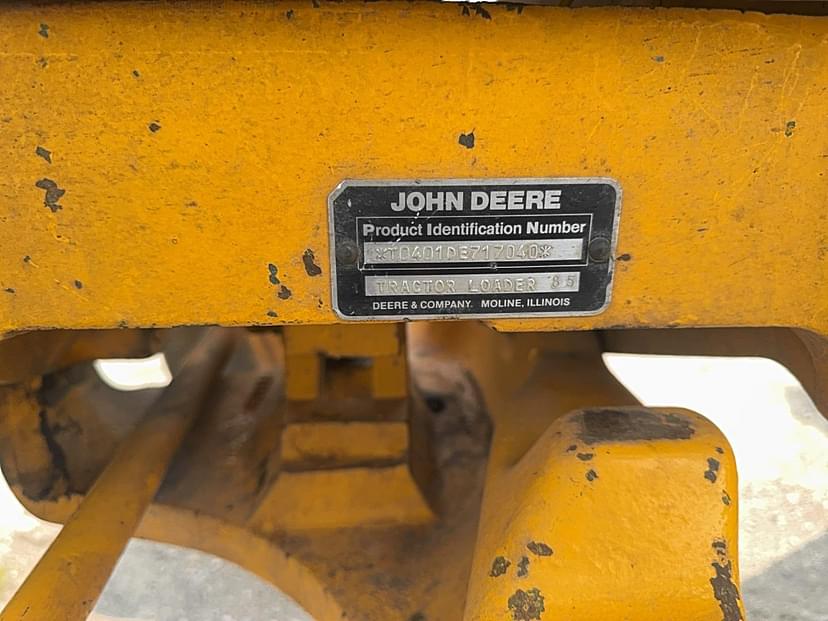 JOHN DEERE
Product Identification Number
*T0401DE717040*
TRACTOR LOADER '85
DEERE & COMPANY MOLINE, ILLINOIS